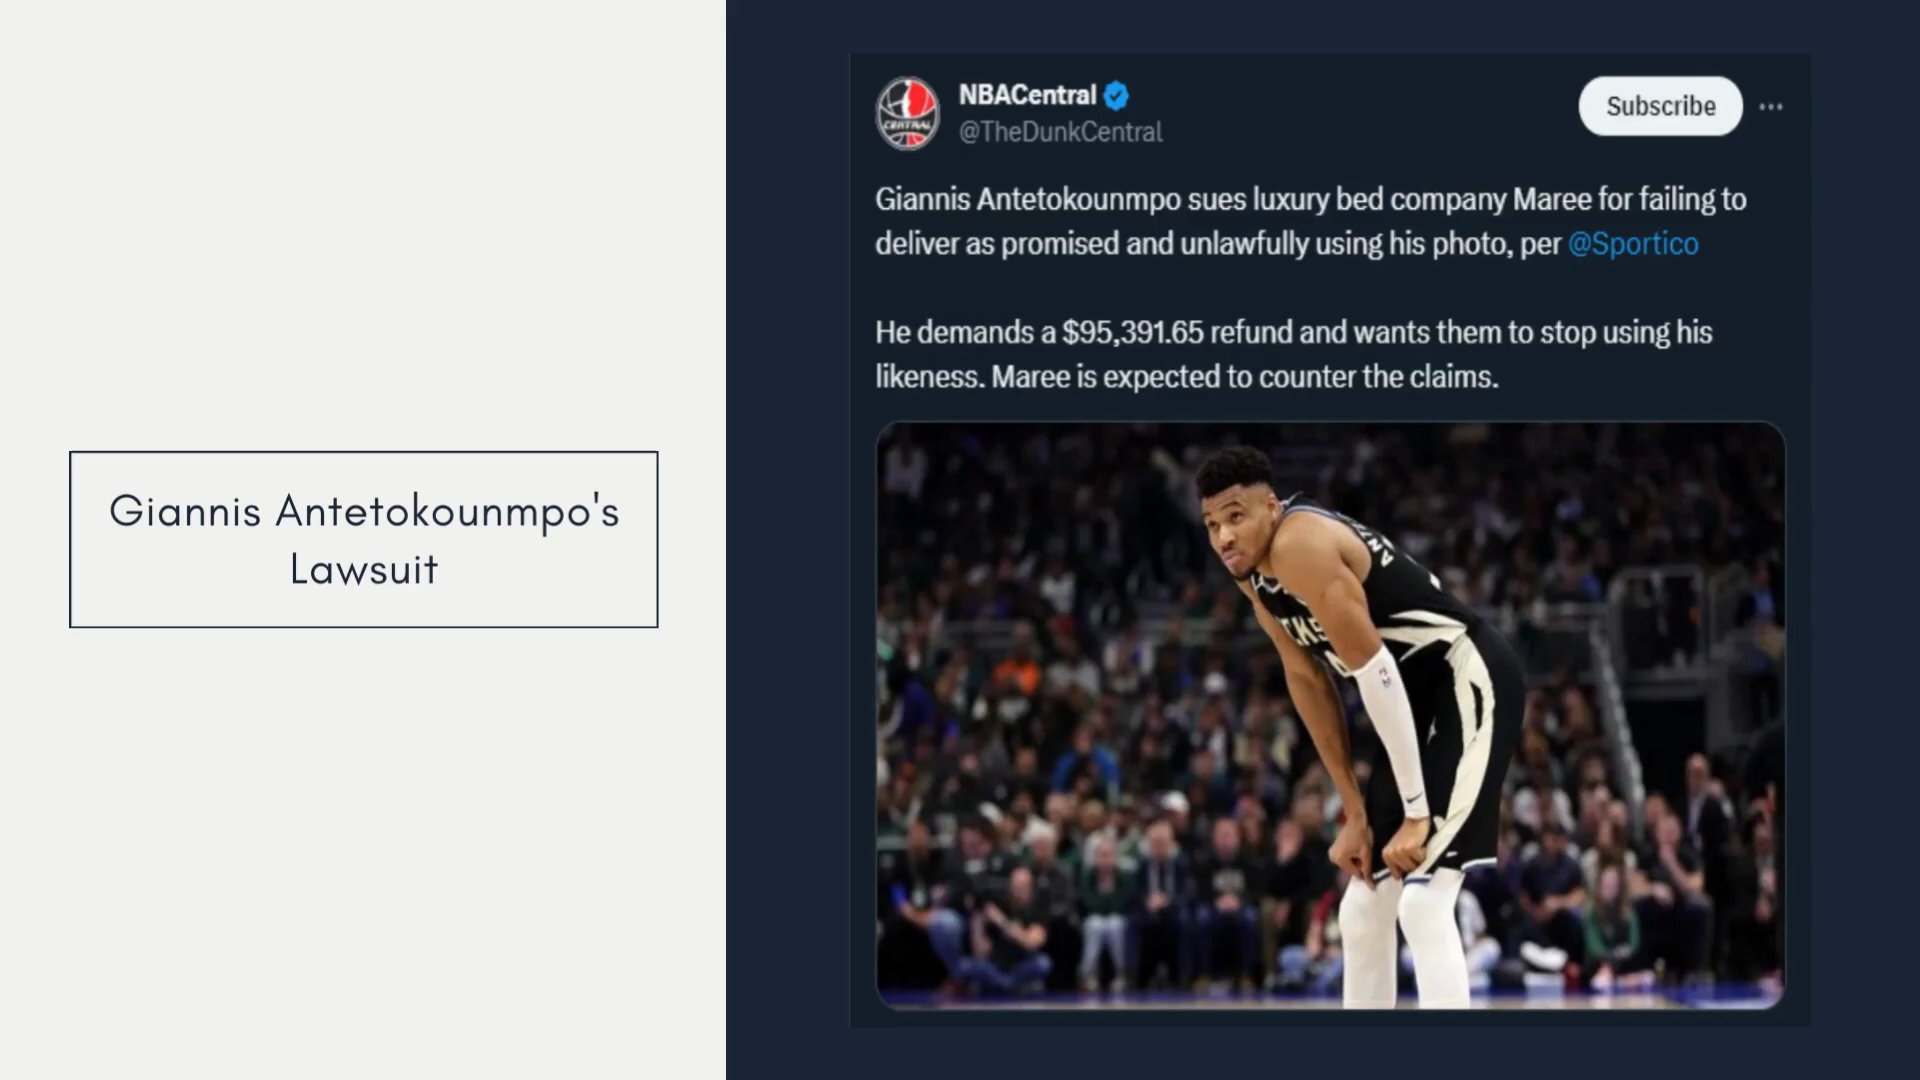 Giannis Antetokounmpo's
Lawsuit
CENTRAL
NBACentral
@TheDunkCentral
Subscribe
Giannis Antetokounmpo sues luxury bed company Maree for failing to
deliver as promised and unlawfully using his photo, per @Sportico
He demands a $95,391.65 refund and wants them to stop using his
likeness. Maree is expected to counter the claims.